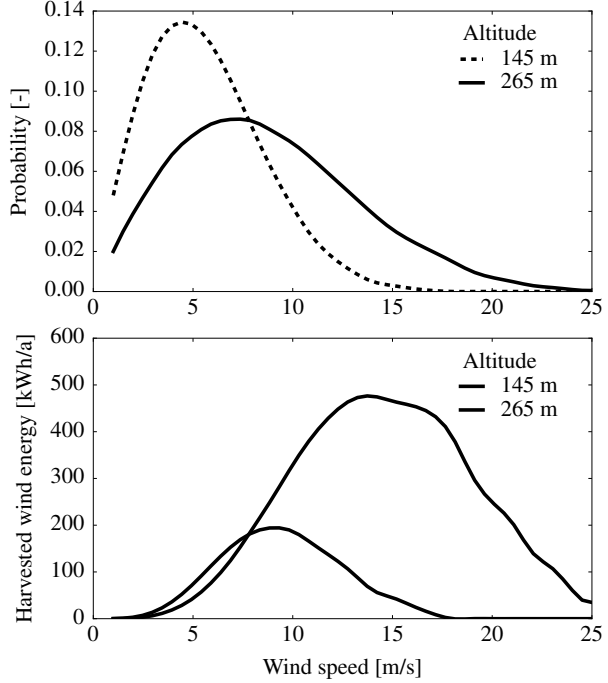 0.14
0.12
0.10
0.08
0.06
0.04
0.02
0.00
Probability [-]
Altitude
145 m
265 m
0 5 10 15 20 25
600
500
400
300
200
100
0
Harvested wind energy [kWh/a]
Altitude
145 m
265 m
0 5 10 15 20 25
Wind speed [m/s]